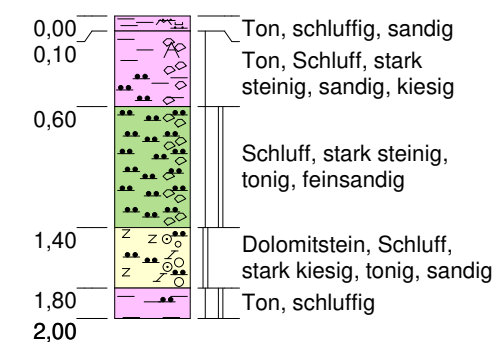 0,00
Ton, schluffig, sandig
0,10
Ton, Schluff, stark
steinig, sandig, kiesig
0,60
Schluff, stark steinig,
tonig, feinsandig
1,40
Dolomitstein, Schluff,
stark kiesig, tonig, sandig
1,80
Ton, schluffig
2,00